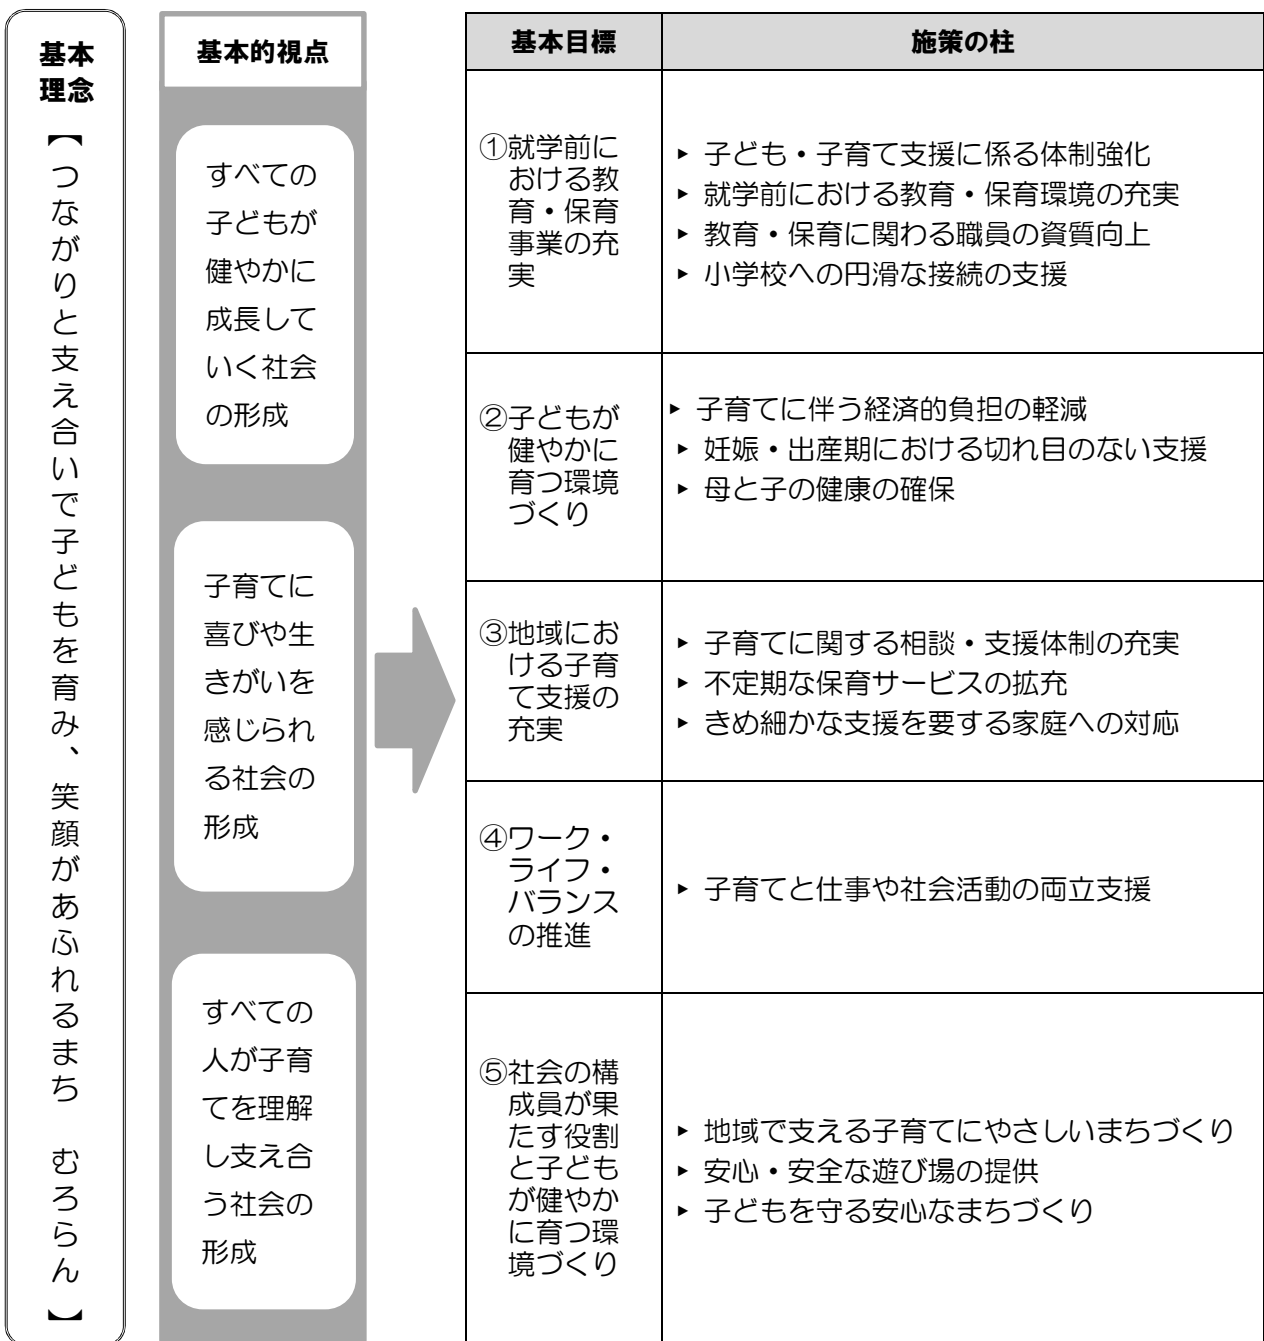 基本
理念
【つながりと支え合いで子どもを育み、笑顔があふれるまち　むろらん】
基本的視点
すべての
子どもが
健やかに
成長して
いく社会
の形成
子育てに
喜びや生
きがいを
感じられ
る社会の
形成
すべての
人が子育
てを理解
し支え合
う社会の
形成
基本目標
施策の柱
①就学前に
おける教
育・保育
事業の充
実
▶ 子ども・子育て支援に係る体制強化
▶ 就学前における教育・保育環境の充実
▶ 教育・保育に関わる職員の資質向上
▶ 小学校への円滑な接続の支援
②子どもが
健やかに
育つ環境
づくり
▶ 子育てに伴う経済的負担の軽減
▶ 妊娠・出産期における切れ目のない支援
▶ 母と子の健康の確保
③地域にお
ける子育
て支援の
充実
▶ 子育てに関する相談・支援体制の充実
▶ 不定期な保育サービスの拡充
▶ きめ細かな支援を要する家庭への対応
④ワーク・
ライフ・
バランス
の推進
▶ 子育てと仕事や社会活動の両立支援
⑤社会の構
成員が果
たす役割
と子ども
が健やか
に育つ環
境づくり
▶ 地域で支える子育てにやさしいまちづくり
▶ 安心・安全な遊び場の提供
▶ 子どもを守る安心なまちづくり